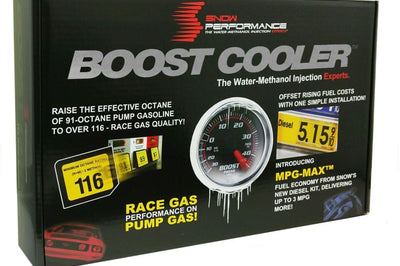 SNOW
PERFORMANCE
THE WATER-METHANOL INJECTION EXPERTS
BOOST COOLER™
The Water-Methanol Injection Experts.
RAISE THE EFFECTIVE OCTANE
OF 91-OCTANE PUMP GASOLINE
TO OVER 116 - RACE GAS QUALITY!
OFFSET RISING FUEL COSTS
WITH ONE SIMPLE INSTALLATION!
116
Diesel
5.15
BOOST
INTRODUCING
MPG-MAX™
FUEL ECONOMY FROM SNOW'S
NEW DIESEL KIT, DELIVERING
UP TO 3 MPG
MORE!
RACE GAS
PERFORMANCE ON
PUMP GAS!